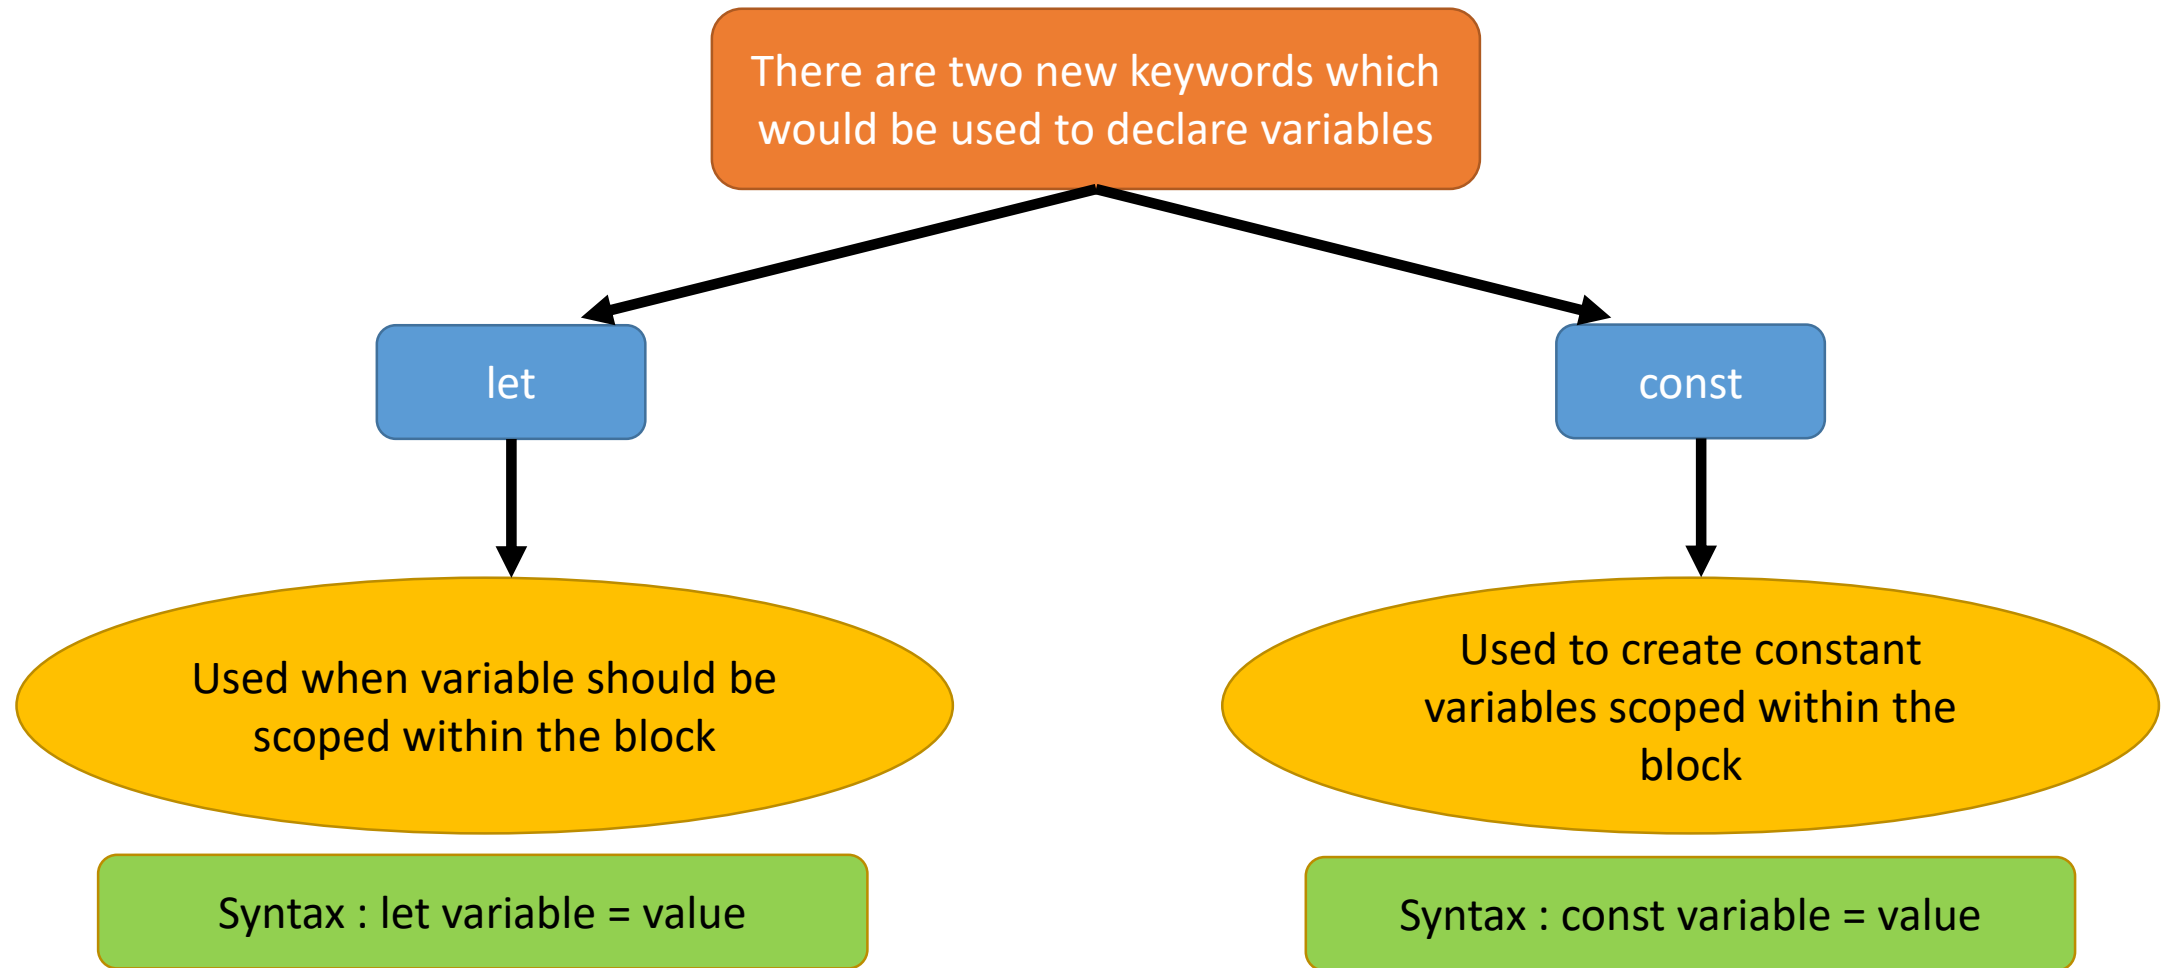 There are two new keywords which
would be used to declare variables
let
const
Used when variable should be
scoped within the block
Used to create constant
variables scoped within the
block
Syntax : let variable = value
Syntax : const variable = value